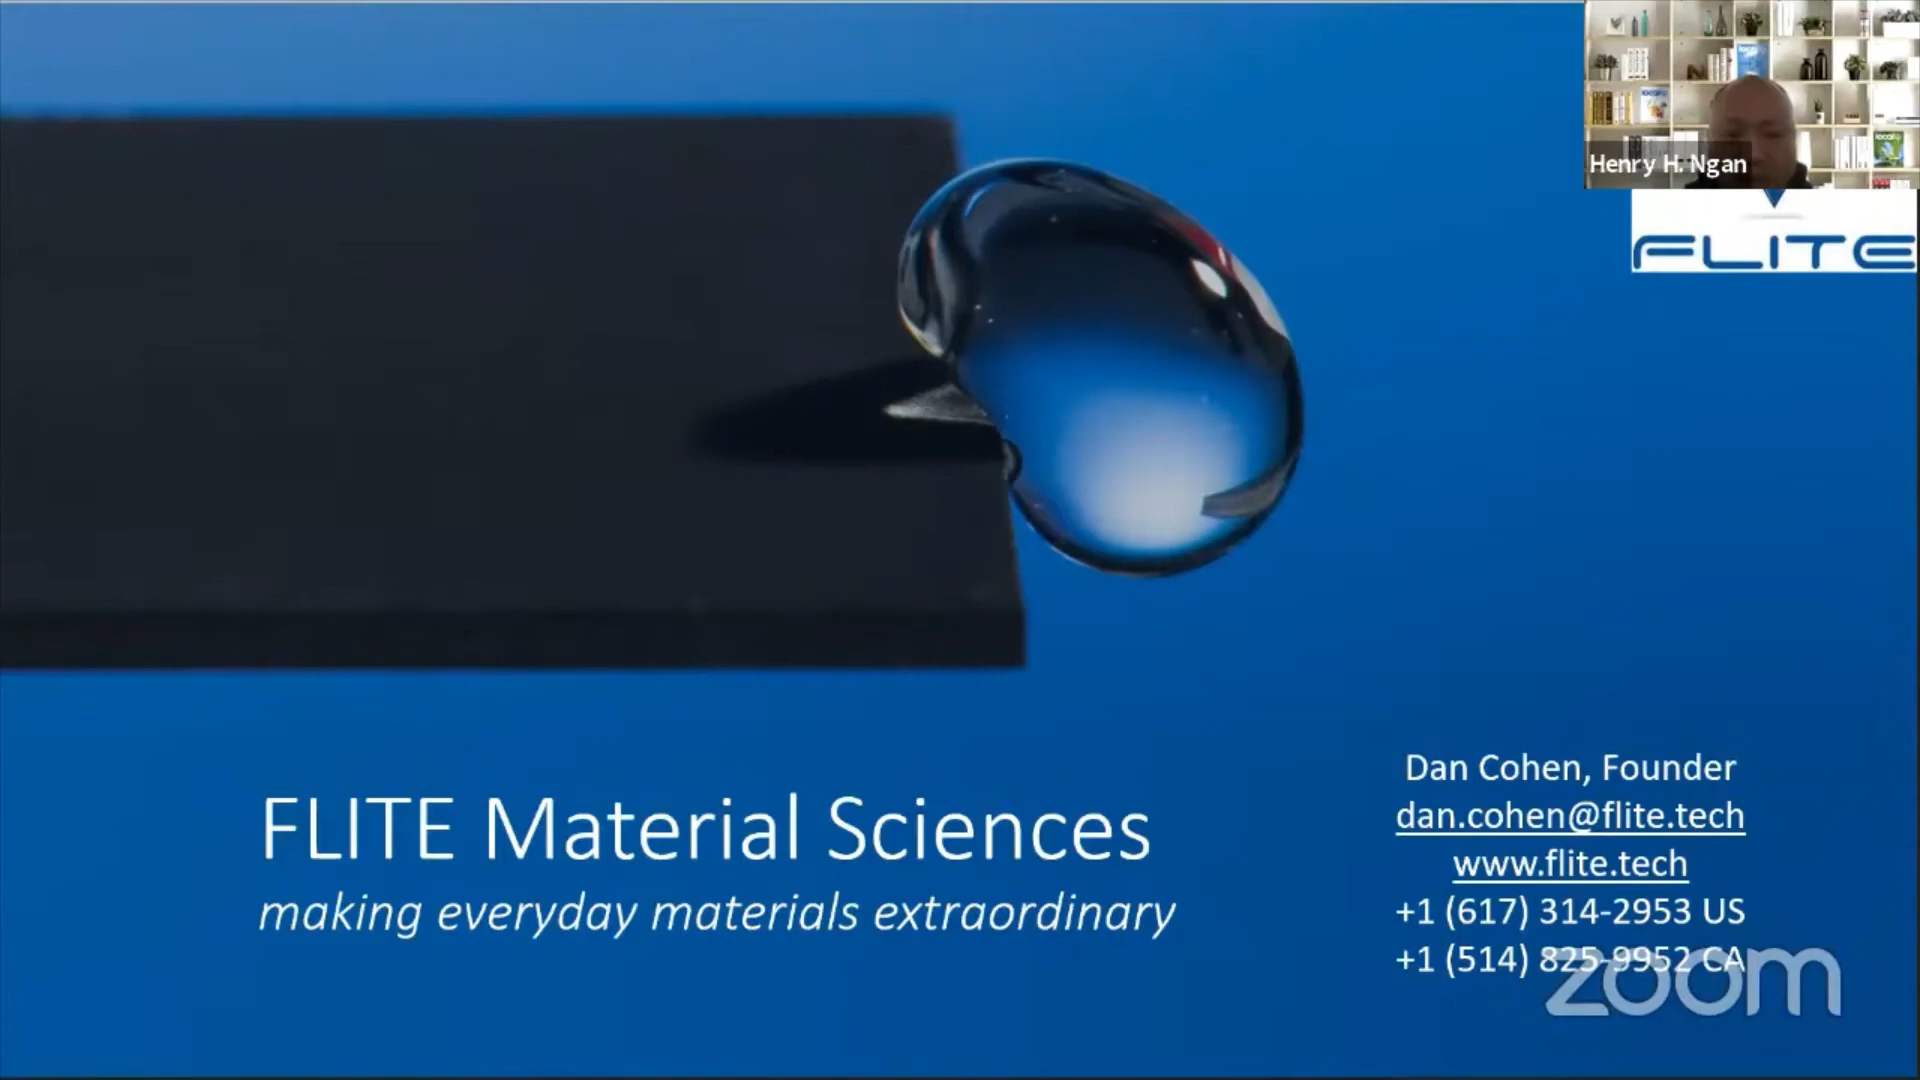 Henry H. Ngan
FLITE
FLITE Material Sciences
making everyday materials extraordinary
Dan Cohen, Founder
dan.cohen@flite.tech
www.flite.tech
+1 (617) 314-2953 US
+1 (514) 825-9952 CA
zoom